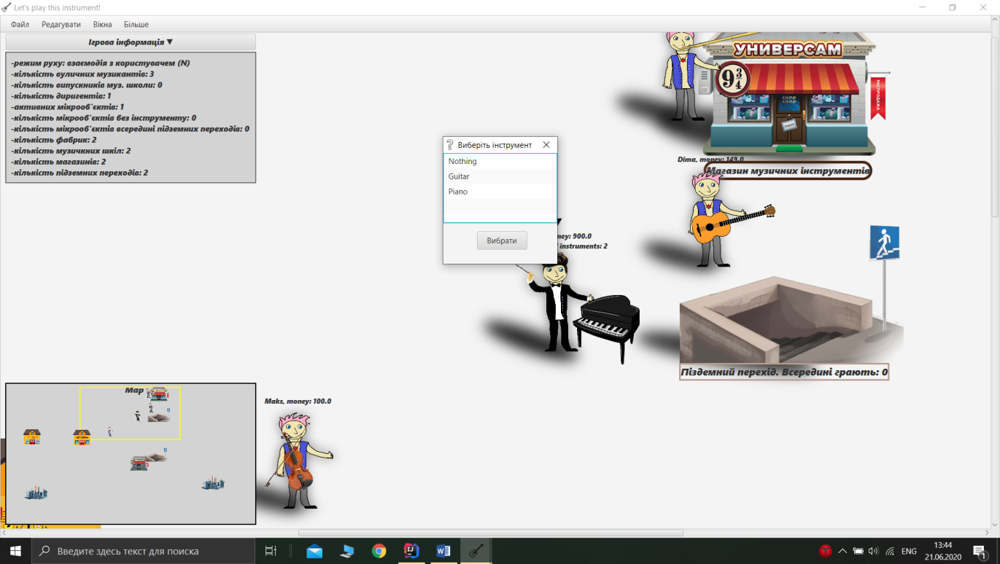 Let's play this instrument!
Файл Редагувати Вікна Більше
Ігрова інформація ▼
-режим руху: взаємодія з користувачем (N)
-кількість вуличних музикантів: 3
-кількість випускників муз. школи: 0
-кількість диригентів: 1
-активних мікрооб'єктів: 1
-кількість мікрооб'єктів без інструменту: 0
-кількість мікрооб'єктів всередині підземних переходів: 0
-кількість фабрик: 2
-кількість музичкних шкіл: 2
-кількість магазинів: 2
-кількість підземних переходів: 2
УНИВЕРСАМ
9 3/4
РАСПРОДАЖА
Виберіть інструмент
Nothing
Guitar
Piano
Вибрати
Dima, money: 149.0
Магазин музичних інструментів
ney: 900.0
instruments: 2
Піздемний перехід. Всередині грають: 0
Map
Maks, money: 100.0
Введите здесь текст для поиска
ENG
13:44
21.06.2020
1